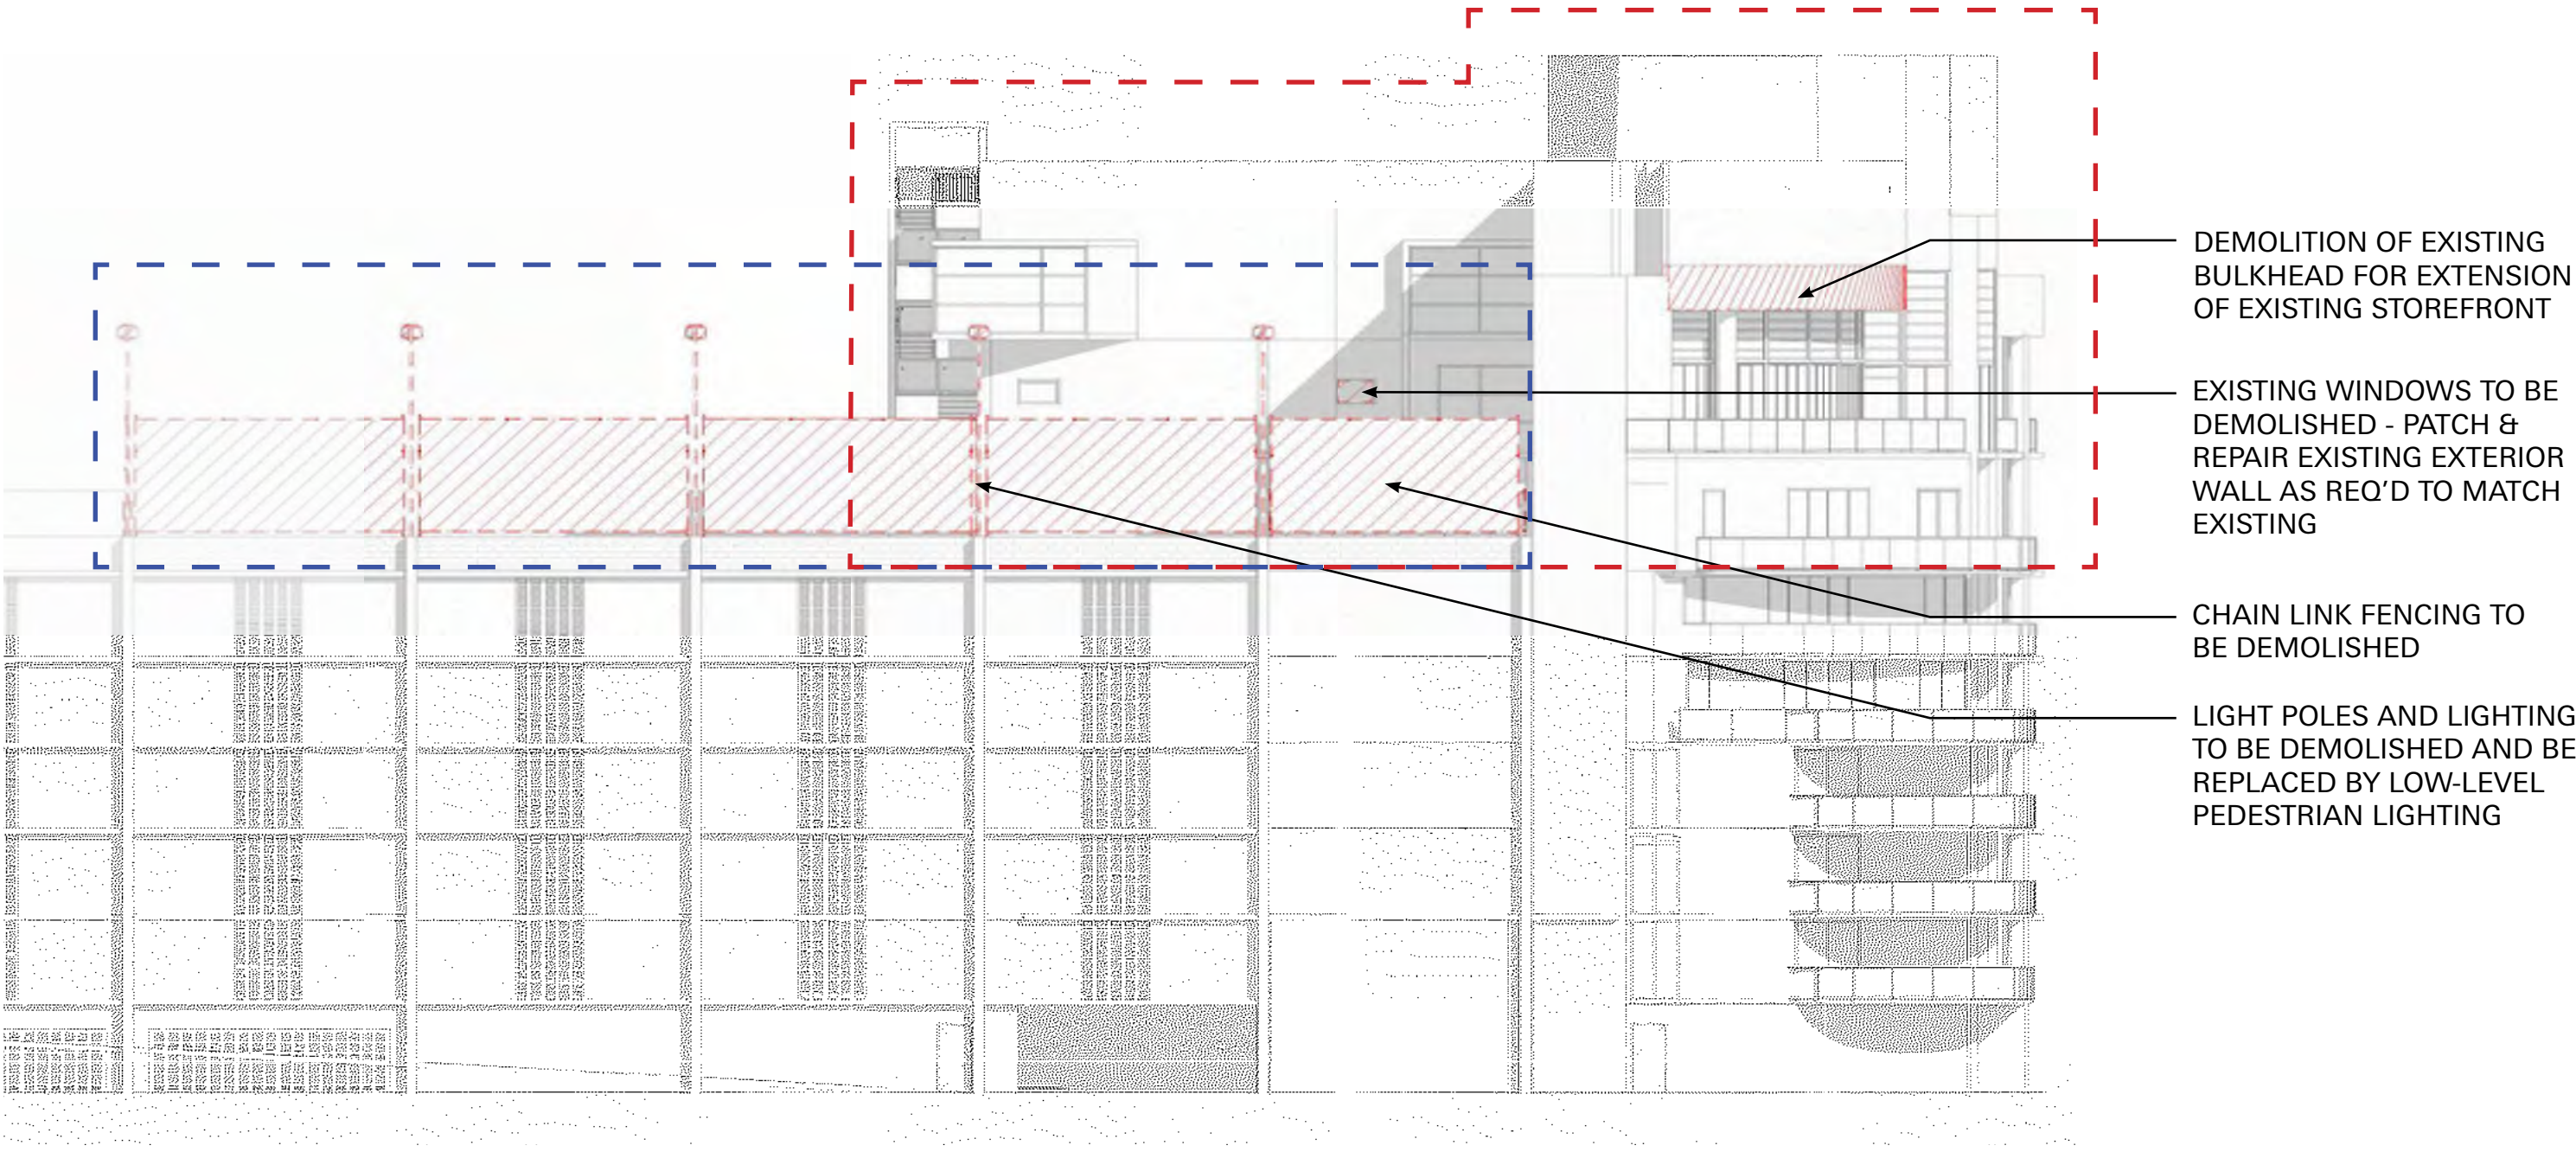 DEMOLITION OF EXISTING
BULKHEAD FOR EXTENSION
OF EXISTING STOREFRONT
EXISTING WINDOWS TO BE
DEMOLISHED - PATCH &
REPAIR EXISTING EXTERIOR
WALL AS REQ’D TO MATCH
EXISTING
CHAIN LINK FENCING TO
BE DEMOLISHED
LIGHT POLES AND LIGHTING
TO BE DEMOLISHED AND BE
REPLACED BY LOW-LEVEL
PEDESTRIAN LIGHTING